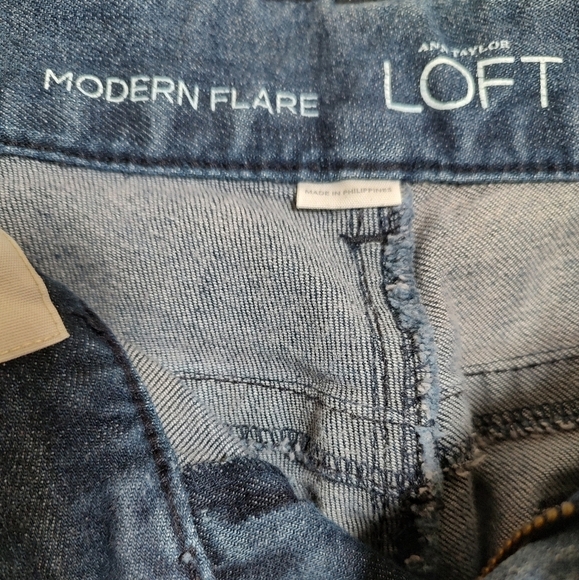 MODERN FLARE
ANN TAYLOR
LOFT
MADE IN PHILIPPINES